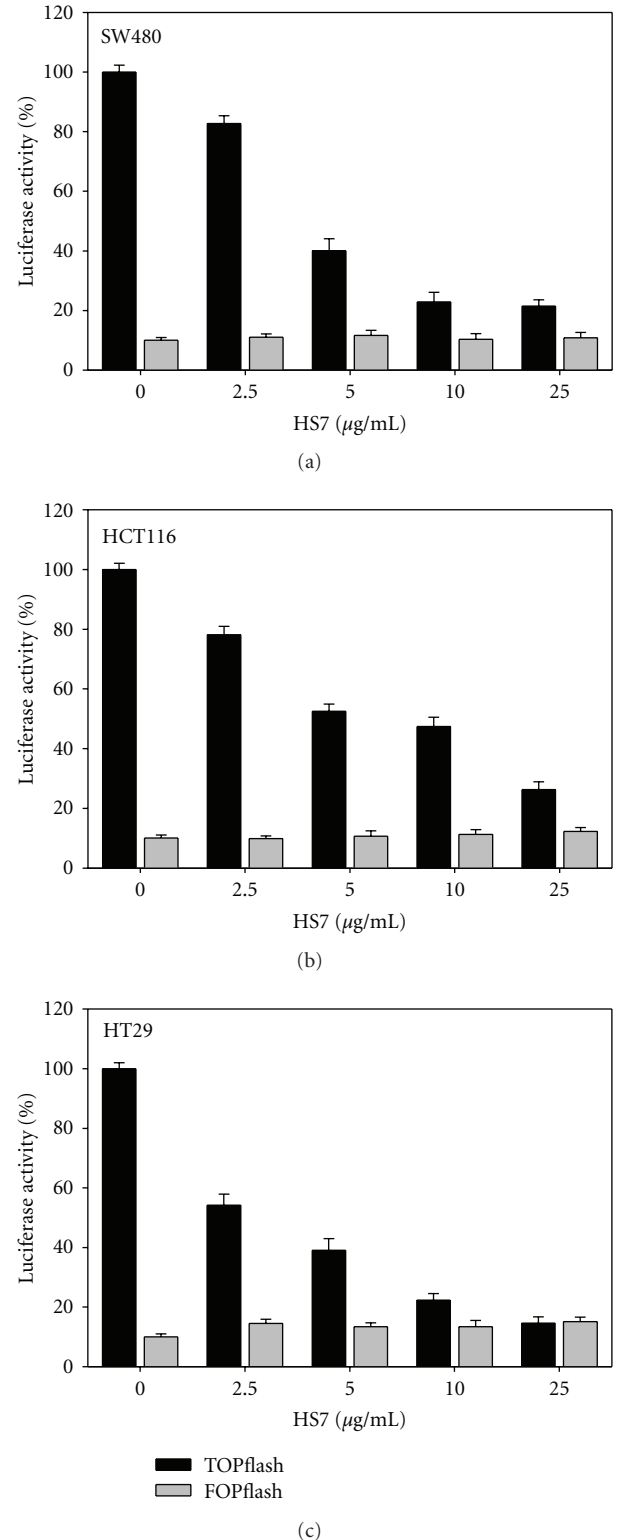 SW480
Luciferase activity (%)
120
100
80
60
40
20
0
0 2.5 5 10 25
HS7 (μg/mL)
(a)
HCT116
Luciferase activity (%)
120
100
80
60
40
20
0
0 2.5 5 10 25
HS7 (μg/mL)
(b)
HT29
Luciferase activity (%)
120
100
80
60
40
20
0
0 2.5 5 10 25
HS7 (μg/mL)
TOPflash
FOPflash
(c)